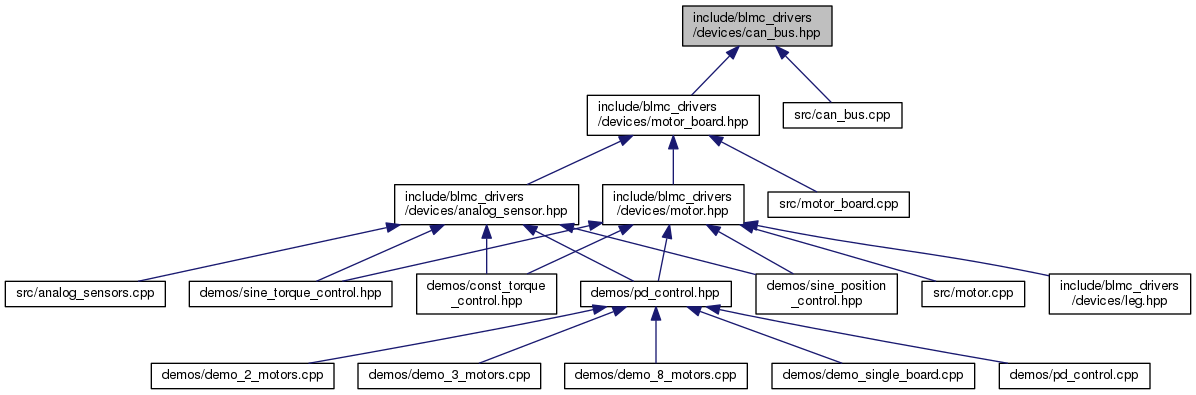 include/blmc_drivers
/devices/can_bus.hpp
include/blmc_drivers
/devices/motor_board.hpp
src/can_bus.cpp
include/blmc_drivers
/devices/analog_sensor.hpp
include/blmc_drivers
/devices/motor.hpp
src/motor_board.cpp
src/analog_sensors.cpp
demos/sine_torque_control.hpp
demos/const_torque
_control.hpp
demos/pd_control.hpp
demos/sine_position
_control.hpp
src/motor.cpp
include/blmc_drivers
/devices/leg.hpp
demos/demo_2_motors.cpp
demos/demo_3_motors.cpp
demos/demo_8_motors.cpp
demos/demo_single_board.cpp
demos/pd_control.cpp